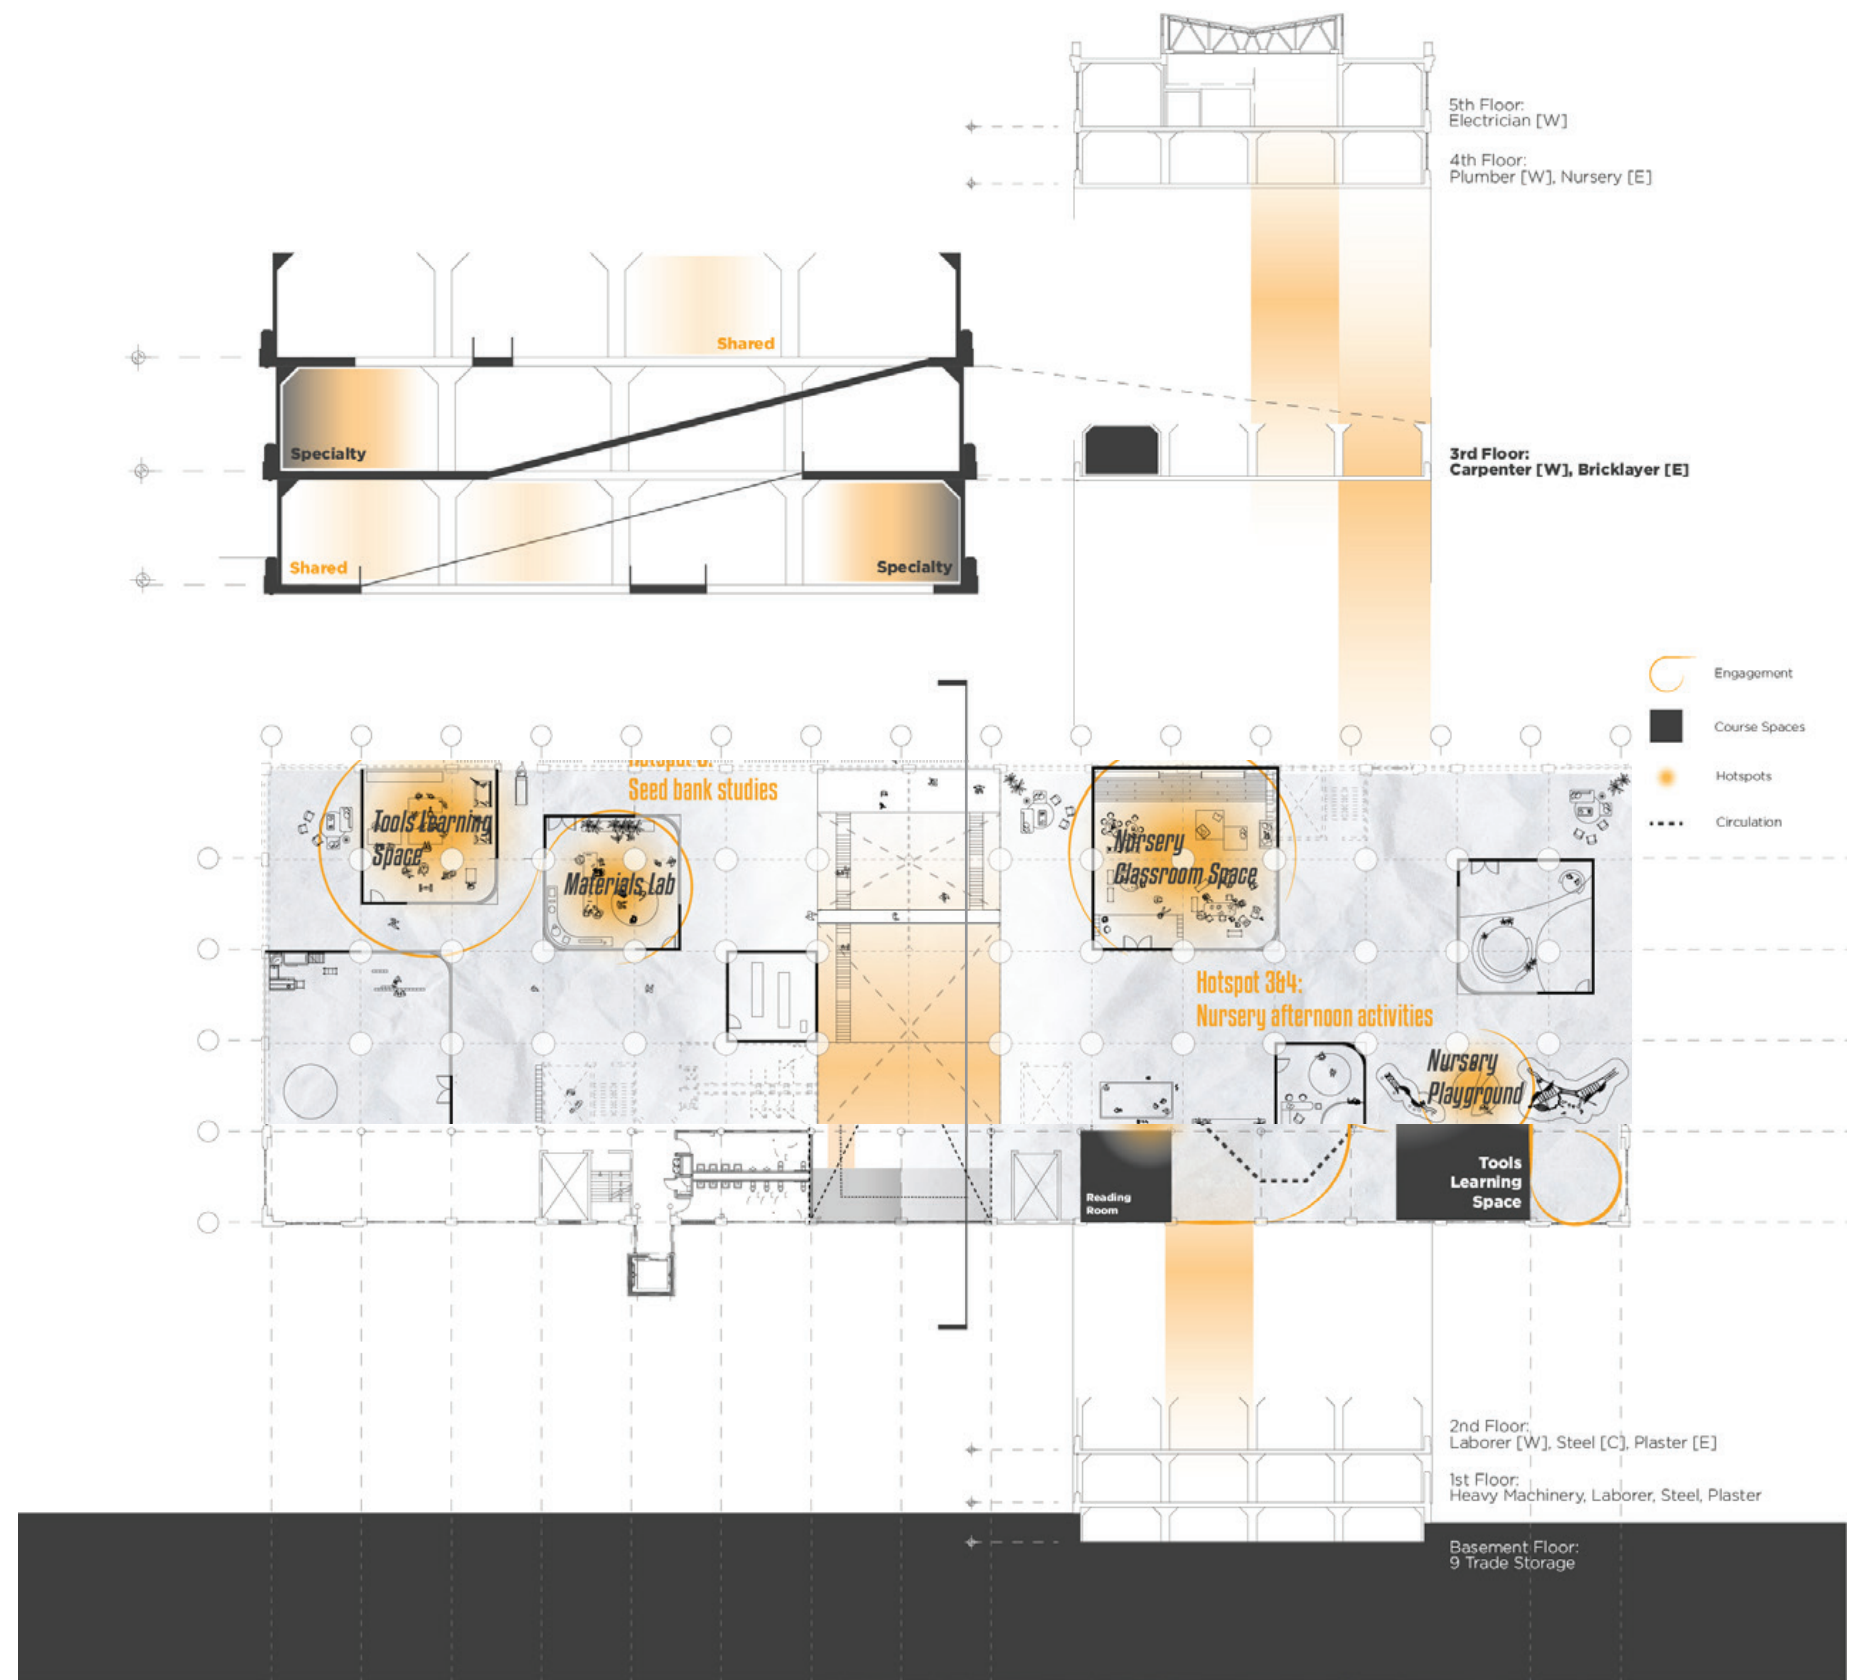 5th Floor:
Electrician [W]
4th Floor:
Plumber [W], Nursery [E]
Shared
Specialty
3rd Floor:
Carpenter [W], Bricklayer [E]
Shared
Specialty
Engagement
Course Spaces
Hotspots
Circulation
Seed bank studies
Tools Learning
Space
Materials Lab
Nursery
Classroom Space
Hotspot 3&4:
Nursery afternoon activities
Nursery
Playground
Reading
Room
Tools
Learning
Space
2nd Floor:
Laborer [W], Steel [C], Plaster [E]
1st Floor:
Heavy Machinery, Laborer, Steel, Plaster
Basement Floor:
9 Trade Storage